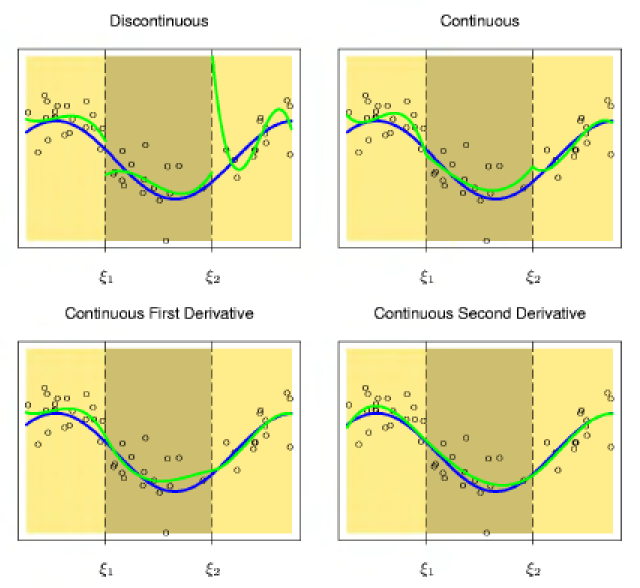 Discontinuous
Continuous
ξ1 ξ2
ξ1 ξ2
Continuous First Derivative
Continuous Second Derivative
ξ1 ξ2
ξ1 ξ2